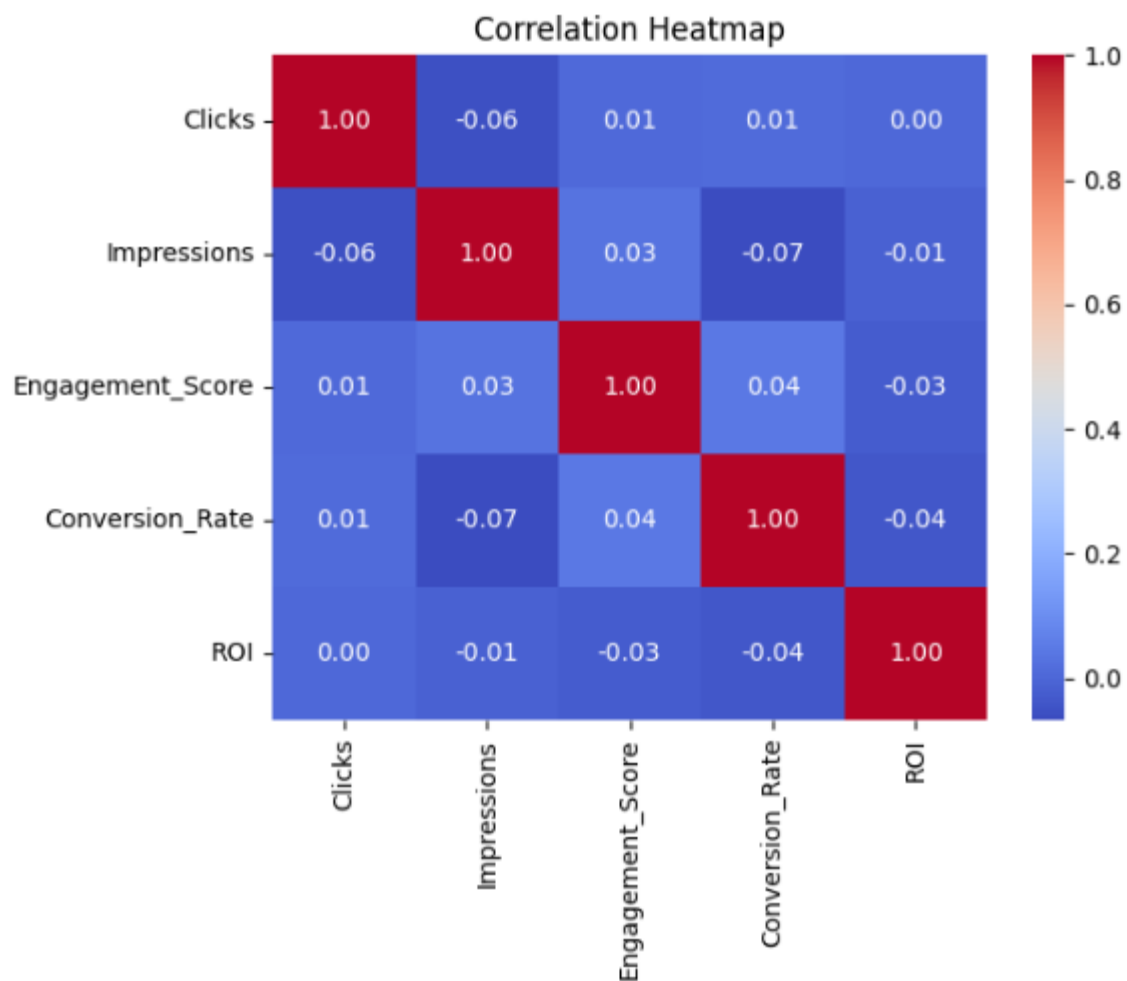 Correlation Heatmap
Clicks
1.00 -0.06 0.01 0.01 0.00
Impressions
-0.06 1.00 0.03 -0.07 -0.01
Engagement_Score
0.01 0.03 1.00 0.04 -0.03
Conversion_Rate
0.01 -0.07 0.04 1.00 -0.04
ROI
0.00 -0.01 -0.03 -0.04 1.00
Clicks
Impressions
Engagement_Score
Conversion_Rate
ROI
1.0
0.8
0.6
0.4
0.2
0.0